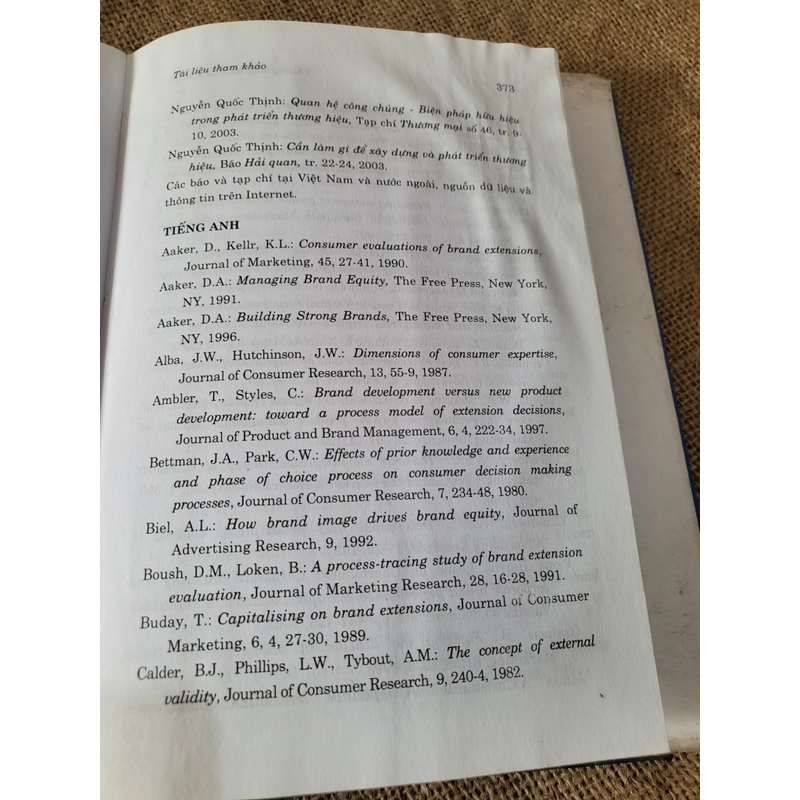 Tài liệu tham khảo
373
Nguyễn Quốc Thịnh: Quan hệ công chúng - Biện pháp hữu hiệu
trong phát triển thương hiệu, Tạp chí Thương mại số 46, tr. 9-
10, 2003.
Nguyễn Quốc Thịnh: Cần làm gì để xây dựng và phát triển thương
hiệu, Báo Hải quan, tr. 22-24, 2003.
Các báo và tạp chí tại Việt Nam và nước ngoài, nguồn dữ liệu và
thông tin trên Internet.
TIẾNG ANH
Aaker, D., Kellr, K.L.: Consumer evaluations of brand extensions,
Journal of Marketing, 45, 27-41, 1990.
Aaker, D.A.: Managing Brand Equity, The Free Press, New York,
NY, 1991.
Aaker, D.A.: Building Strong Brands, The Free Press, New York,
NY, 1996.
Alba, J.W., Hutchinson, J.W.: Dimensions of consumer expertise,
Journal of Consumer Research, 13, 55-9, 1987.
Ambler, T., Styles, C.: Brand development versus new product
development: toward a process model of extension decisions,
Journal of Product and Brand Management, 6, 4, 222-34, 1997.
Bettman, J.A., Park, C.W.: Effects of prior knowledge and experience
and phase of choice process on consumer decision making
processes, Journal of Consumer Research, 7, 234-48, 1980.
Biel, A.L.: How brand image drives brand equity, Journal of
Advertising Research, 9, 1992.
Boush, D.M., Loken, B.: A process-tracing study of brand extension
evaluation, Journal of Marketing Research, 28, 16-28, 1991.
Buday, T.: Capitalising on brand extensions, Journal of Consumer
Marketing, 6, 4, 27-30, 1989.
Calder, B.J., Phillips, L.W., Tybout, A.M.: The concept of external
validity, Journal of Consumer Research, 9, 240-4, 1982.